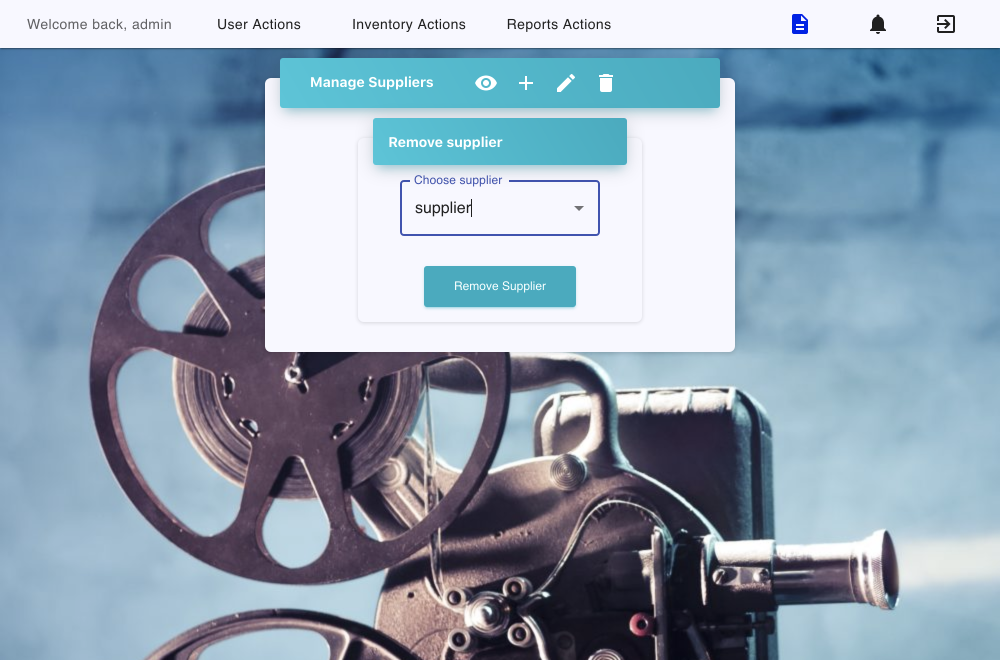 Welcome back, admin User Actions Inventory Actions Reports Actions
Manage Suppliers
Remove supplier
Choose supplier
supplier
Remove Supplier